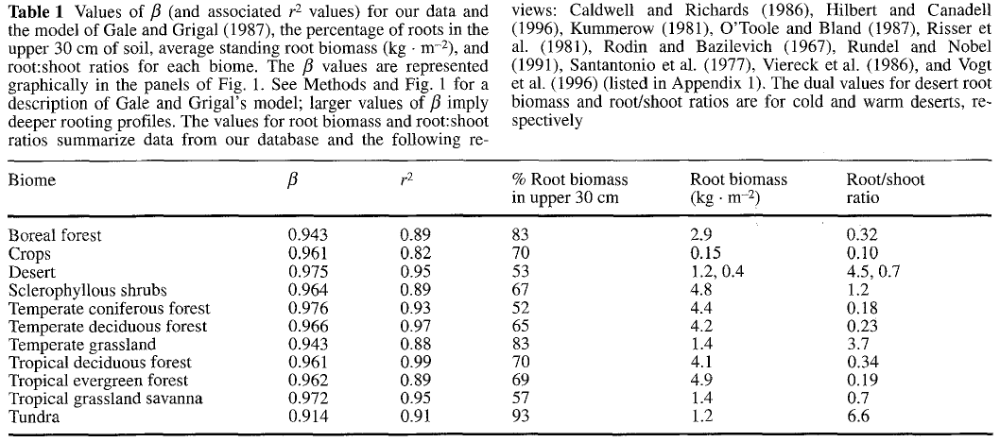 Table 1 Values of β (and associated r² values) for our data and
the model of Gale and Grigal (1987), the percentage of roots in the
upper 30 cm of soil, average standing root biomass (kg · m⁻²), and
root:shoot ratios for each biome. The β values are represented
graphically in the panels of Fig. 1. See Methods and Fig. 1 for a
description of Gale and Grigal's model; larger values of β imply
deeper rooting profiles. The values for root biomass and root:shoot
ratios summarize data from our database and the following re-
views: Caldwell and Richards (1986), Hilbert and Canadell
(1996), Kummerow (1981), O'Toole and Bland (1987), Risser et
al. (1981), Rodin and Bazilevich (1967), Rundel and Nobel
(1991), Santantonio et al. (1977), Viereck et al. (1986), and Vogt
et al. (1996) (listed in Appendix 1). The dual values for desert root
biomass and root/shoot ratios are for cold and warm deserts, re-
spectively
Biome β r² % Root biomass Root biomass Root/shoot
in upper 30 cm (kg · m⁻²) ratio
Boreal forest 0.943 0.89 83 2.9 0.32
Crops 0.961 0.82 70 0.15 0.10
Desert 0.975 0.95 53 1.2, 0.4 4.5, 0.7
Sclerophyllous shrubs 0.964 0.89 67 4.8 1.2
Temperate coniferous forest 0.976 0.93 52 4.4 0.18
Temperate deciduous forest 0.966 0.97 65 4.2 0.23
Temperate grassland 0.943 0.88 83 1.4 3.7
Tropical deciduous forest 0.961 0.99 70 4.1 0.34
Tropical evergreen forest 0.962 0.89 69 4.9 0.19
Tropical grassland savanna 0.972 0.95 57 1.4 0.7
Tundra 0.914 0.91 93 1.2 6.6